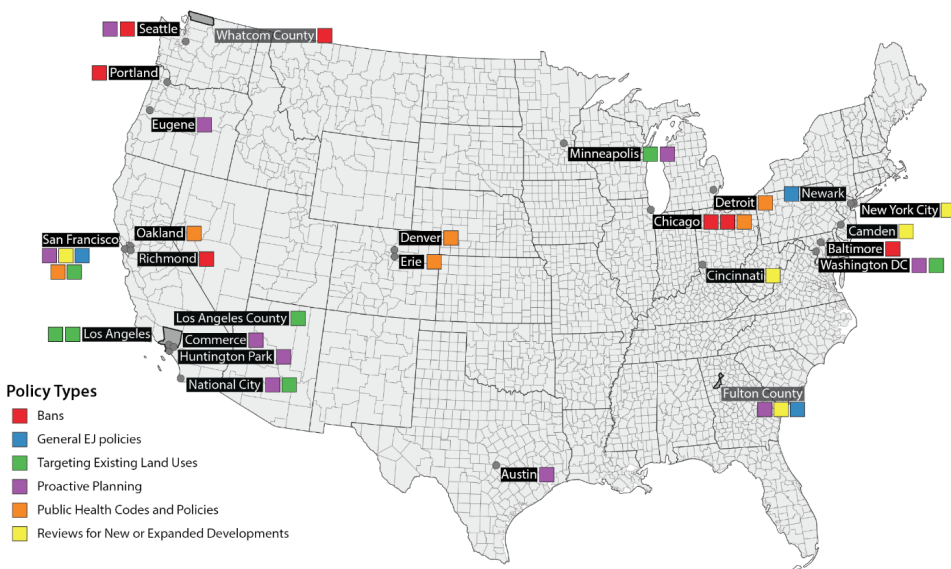 Seattle
Whatcom County
Portland
Eugene
Minneapolis
Newark
Detroit
New York City
Chicago
Camden
San Francisco
Oakland
Denver
Baltimore
Richmond
Erie
Washington DC
Cincinnati
Los Angeles County
Los Angeles
Commerce
Huntington Park
National City
Fulton County
Austin
Policy Types
Bans
General EJ policies
Targeting Existing Land Uses
Proactive Planning
Public Health Codes and Policies
Reviews for New or Expanded Developments